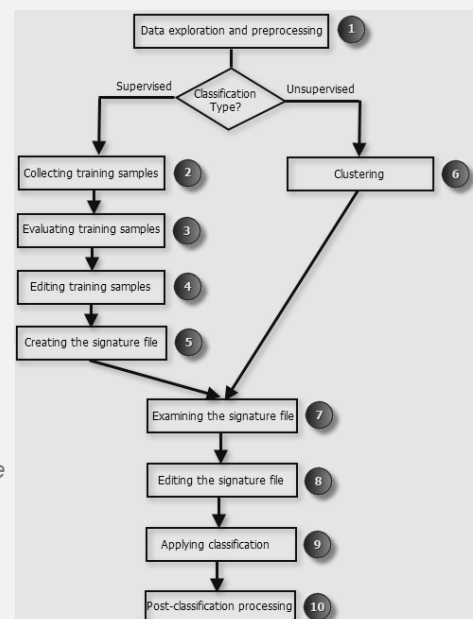 Data exploration and preprocessing 1
Supervised
Classification
Type?
Unsupervised
Collecting training samples 2
Clustering 6
Evaluating training samples 3
Editing training samples 4
Creating the signature file 5
Examining the signature file 7
e
Editing the signature file 8
Applying classification 9
Post-classification processing 10